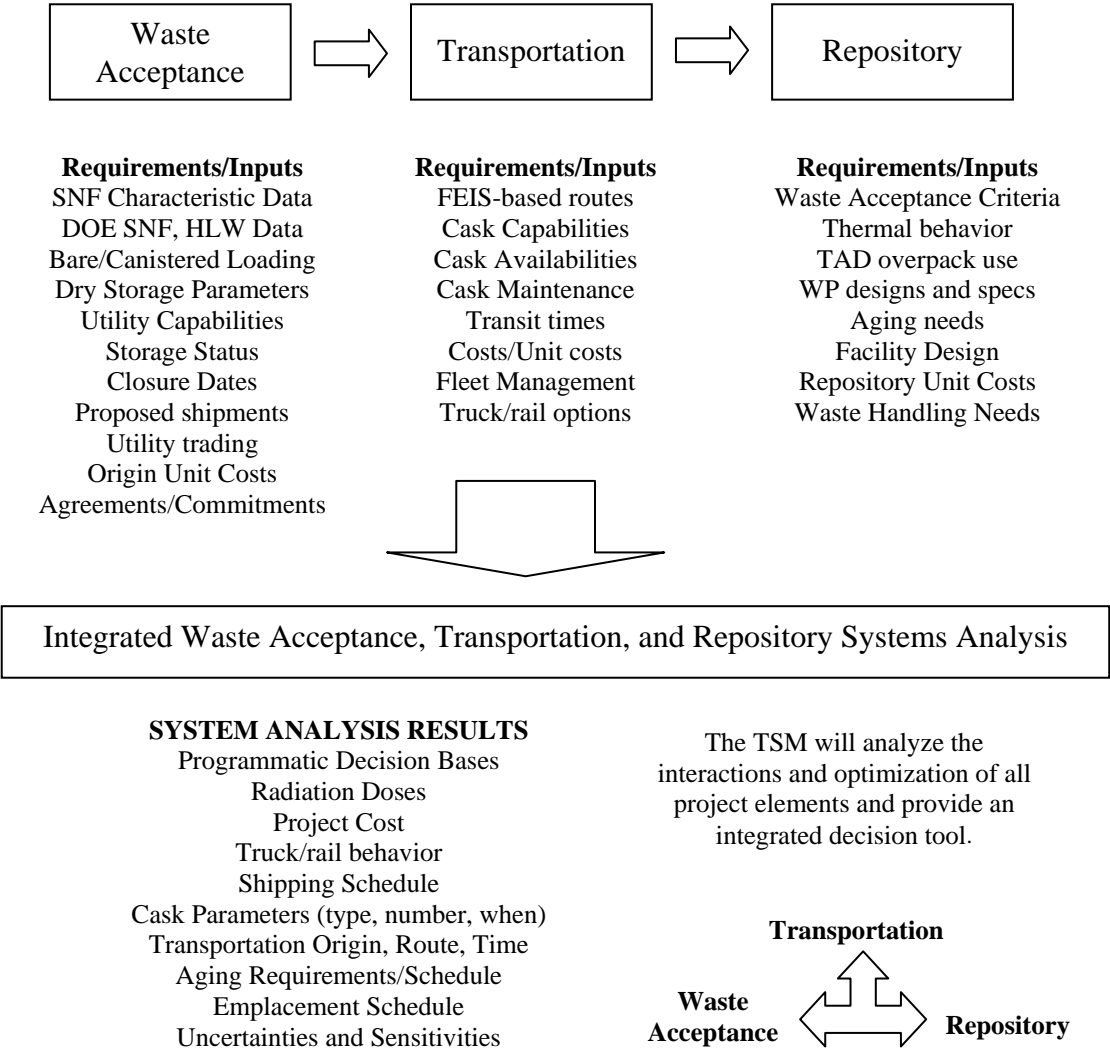 Waste
Acceptance
Transportation
Repository
Requirements/Inputs
SNF Characteristic Data
DOE SNF, HLW Data
Bare/Canistered Loading
Dry Storage Parameters
Utility Capabilities
Storage Status
Closure Dates
Proposed shipments
Utility trading
Origin Unit Costs
Agreements/Commitments
Requirements/Inputs
FEIS-based routes
Cask Capabilities
Cask Availabilities
Cask Maintenance
Transit times
Costs/Unit costs
Fleet Management
Truck/rail options
Requirements/Inputs
Waste Acceptance Criteria
Thermal behavior
TAD overpack use
WP designs and specs
Aging needs
Facility Design
Repository Unit Costs
Waste Handling Needs
Integrated Waste Acceptance, Transportation, and Repository Systems Analysis
SYSTEM ANALYSIS RESULTS
Programmatic Decision Bases
Radiation Doses
Project Cost
Truck/rail behavior
Shipping Schedule
Cask Parameters (type, number, when)
Transportation Origin, Route, Time
Aging Requirements/Schedule
Emplacement Schedule
Uncertainties and Sensitivities
The TSM will analyze the
interactions and optimization of all
project elements and provide an
integrated decision tool.
Transportation
Waste
Acceptance
Repository